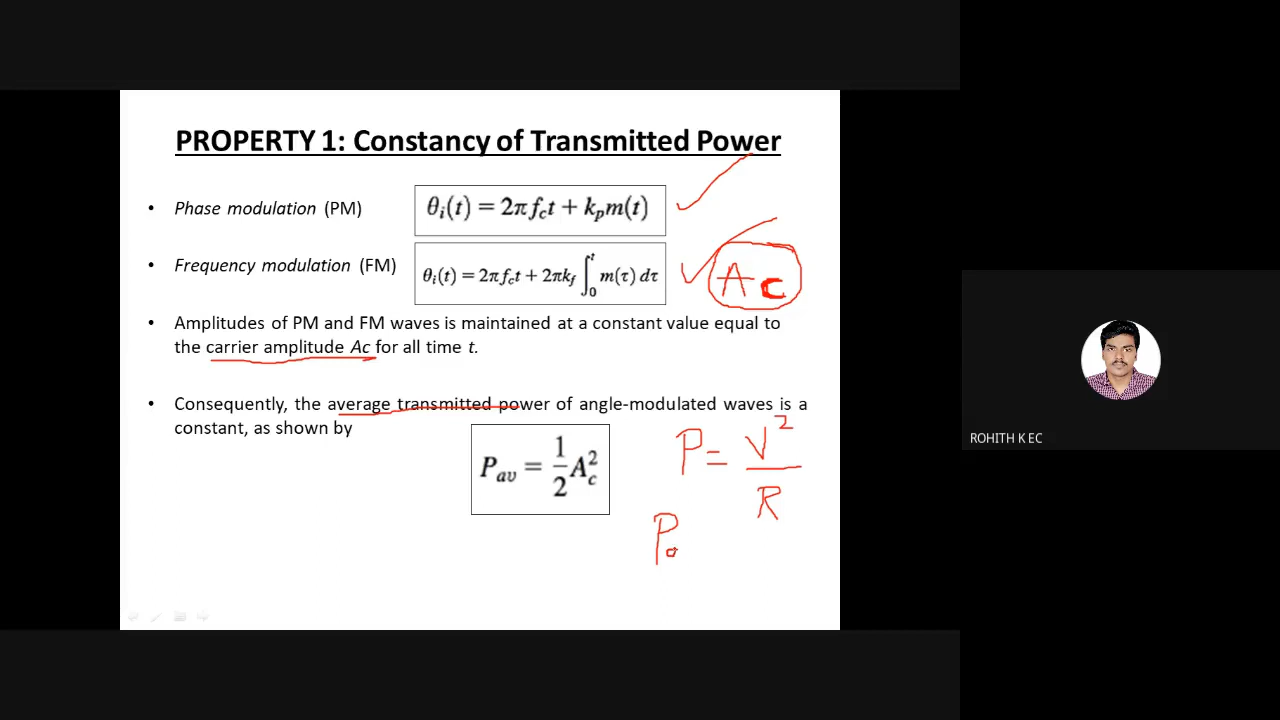 PROPERTY 1: Constancy of Transmitted Power
• Phase modulation (PM)
θi(t) = 2πfct + kpm(t)
• Frequency modulation (FM)
θi(t) = 2πfct + 2πkf ∫₀ᵗ m(τ) dτ
Ac
• Amplitudes of PM and FM waves is maintained at a constant value equal to
the carrier amplitude Ac for all time t.
• Consequently, the average transmitted power of angle-modulated waves is a
constant, as shown by
Pav = 1/2 Ac²
P = V²/R
P
ROHITH K EC